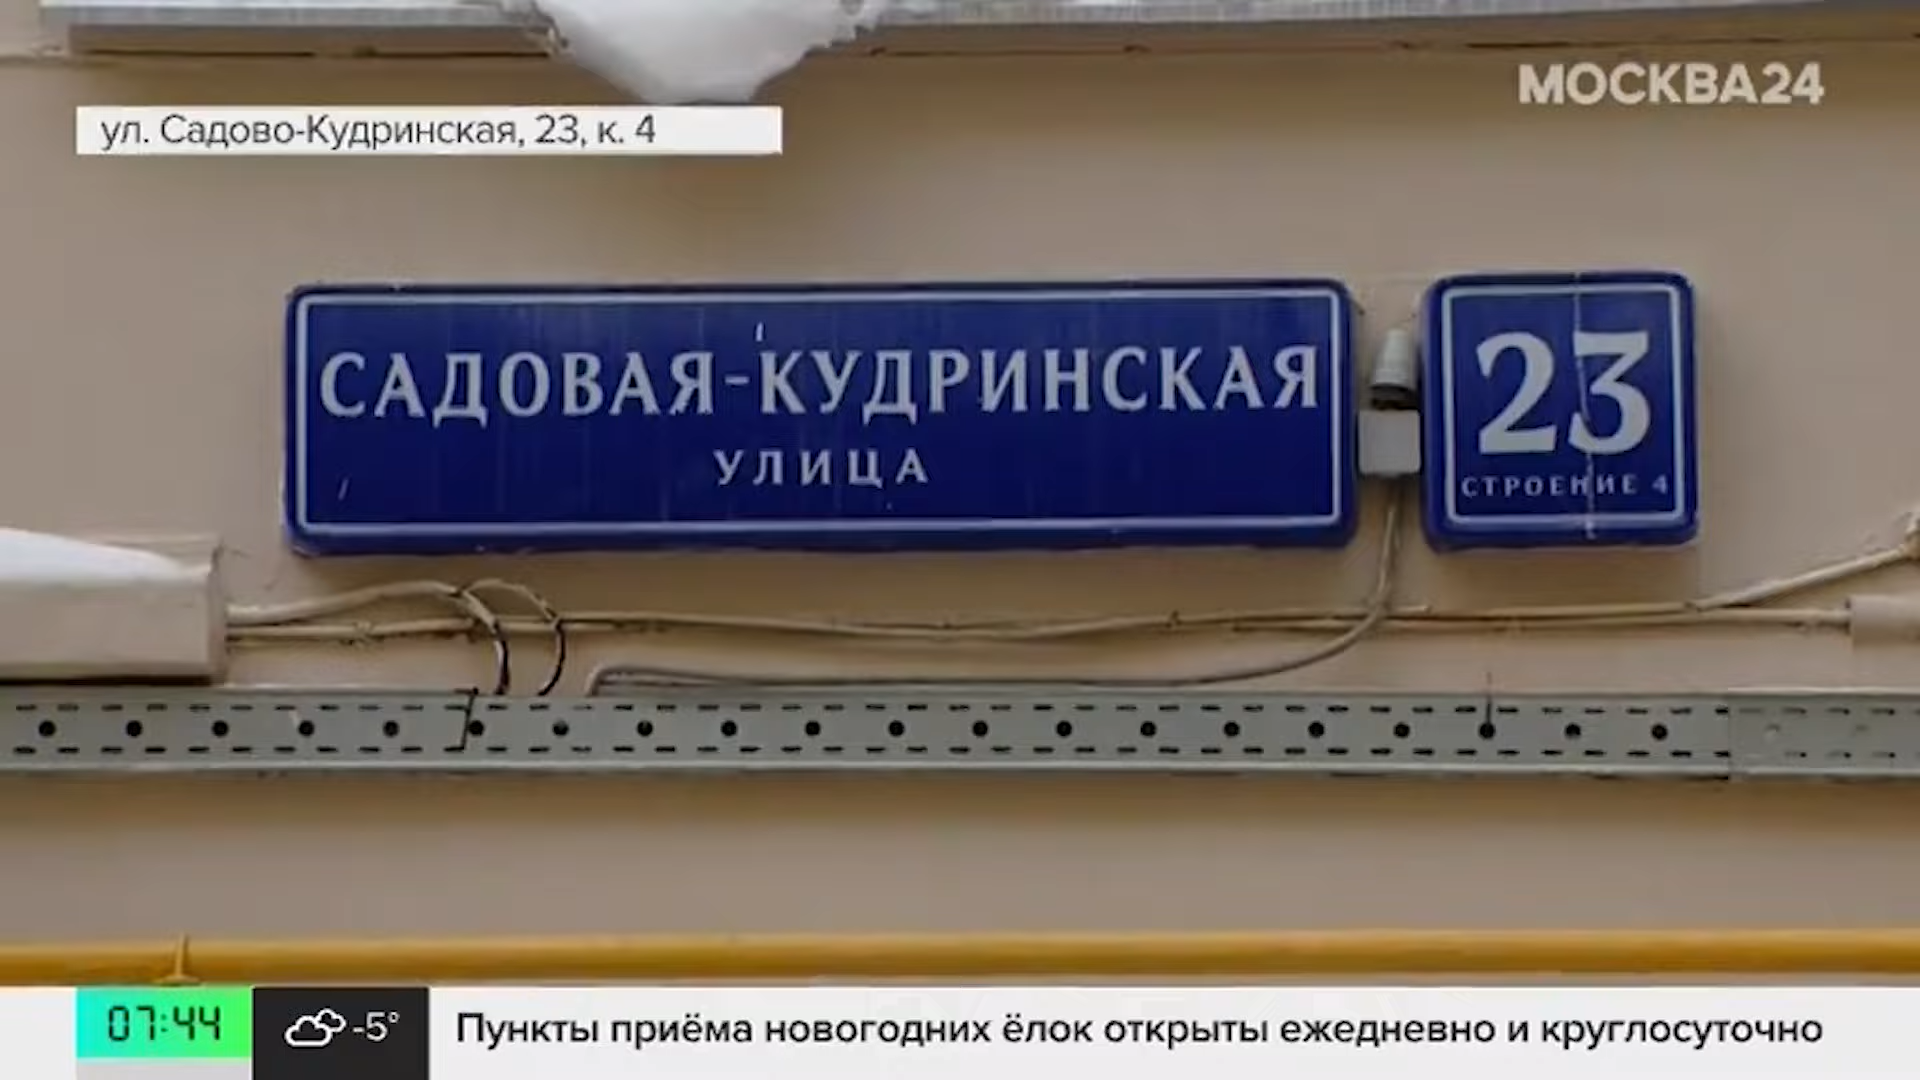 МОСКВА24
ул. Садово-Кудринская, 23, к. 4
САДОВАЯ-КУДРИНСКАЯ
УЛИЦА
23
СТРОЕНИЕ 4
07:44
-5°
Пункты приёма новогодних ёлок открыты ежедневно и круглосуточно